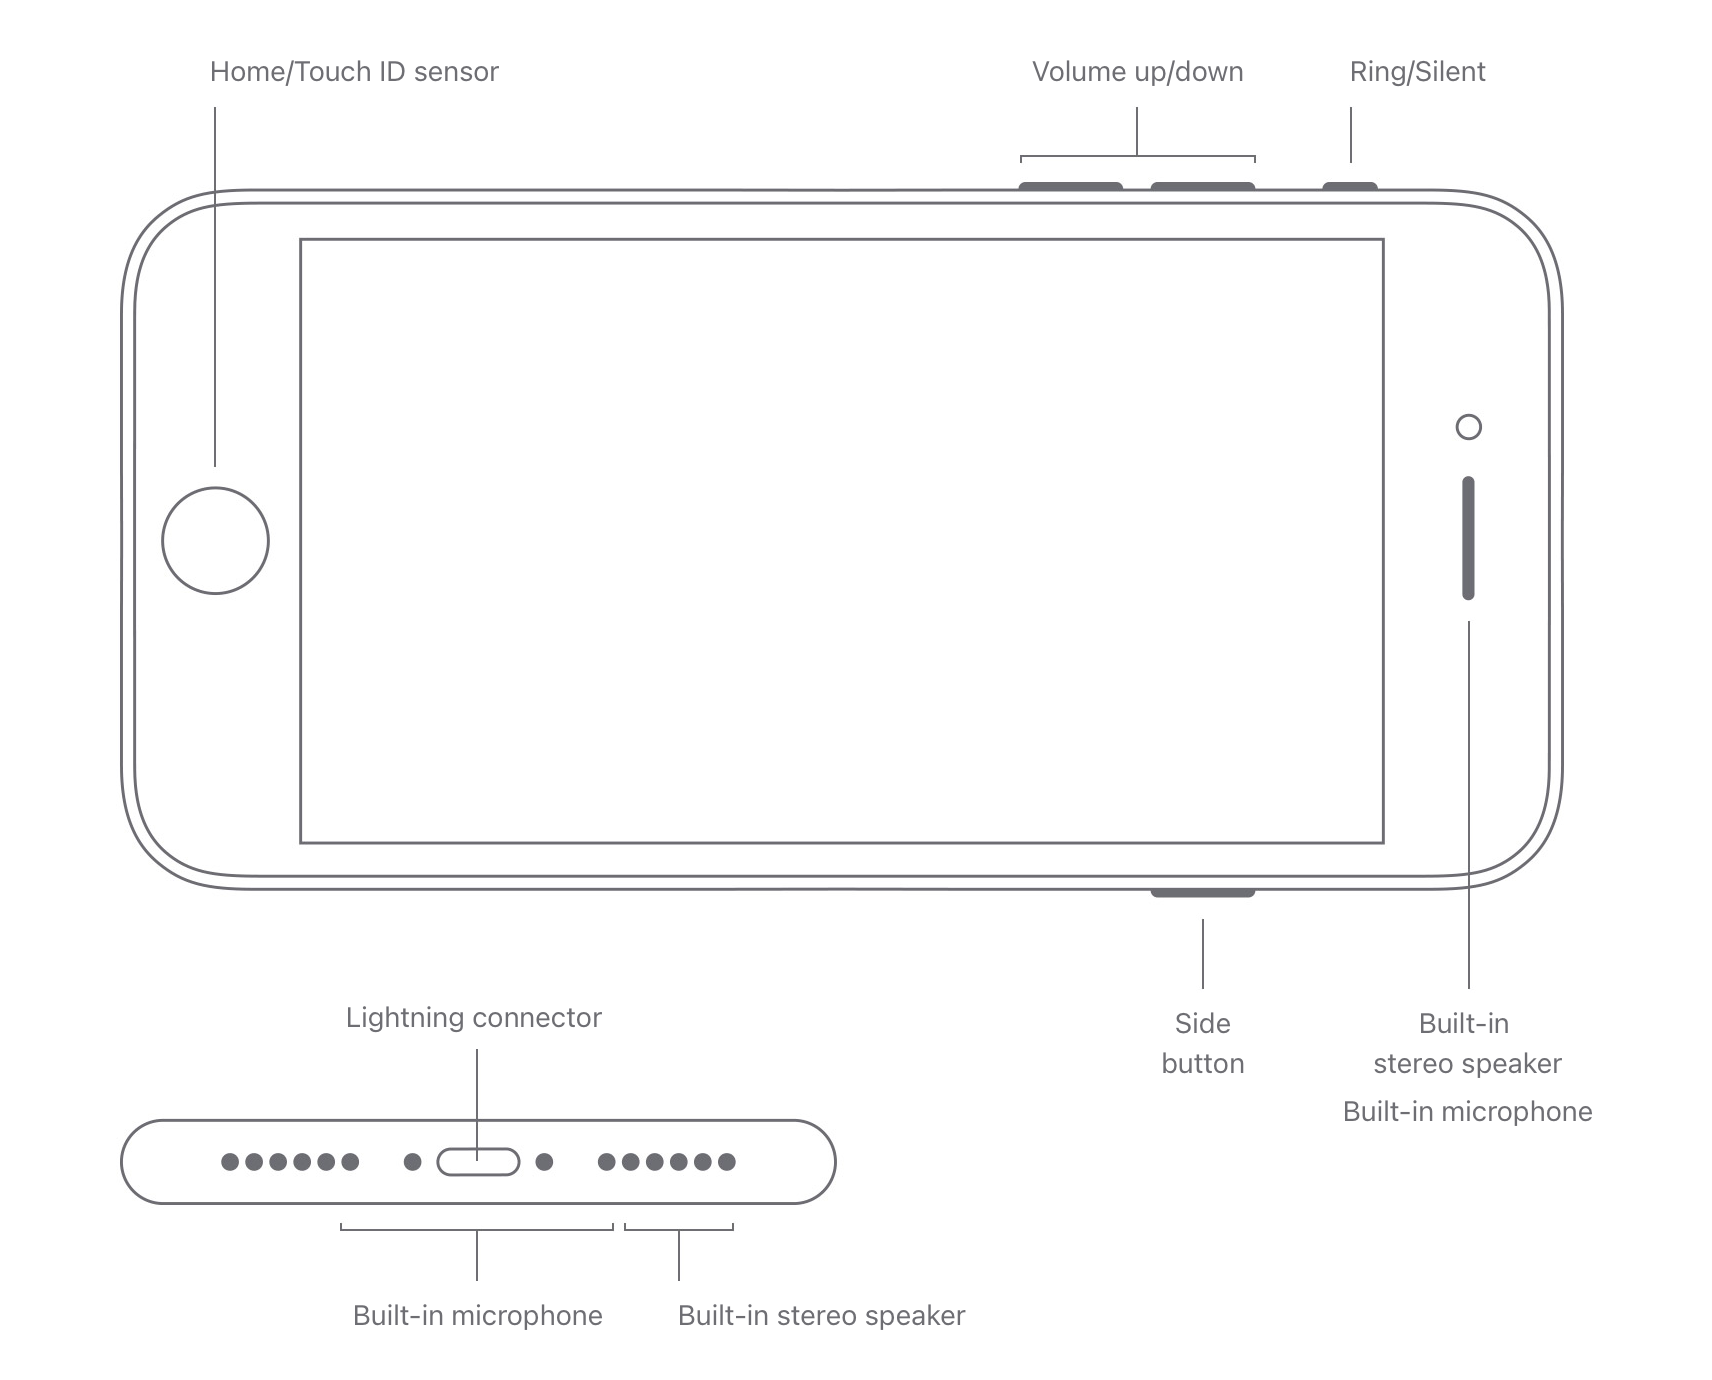 Home/Touch ID sensor
Volume up/down
Ring/Silent
Side
button
Built-in
stereo speaker
Built-in microphone
Lightning connector
Built-in microphone
Built-in stereo speaker